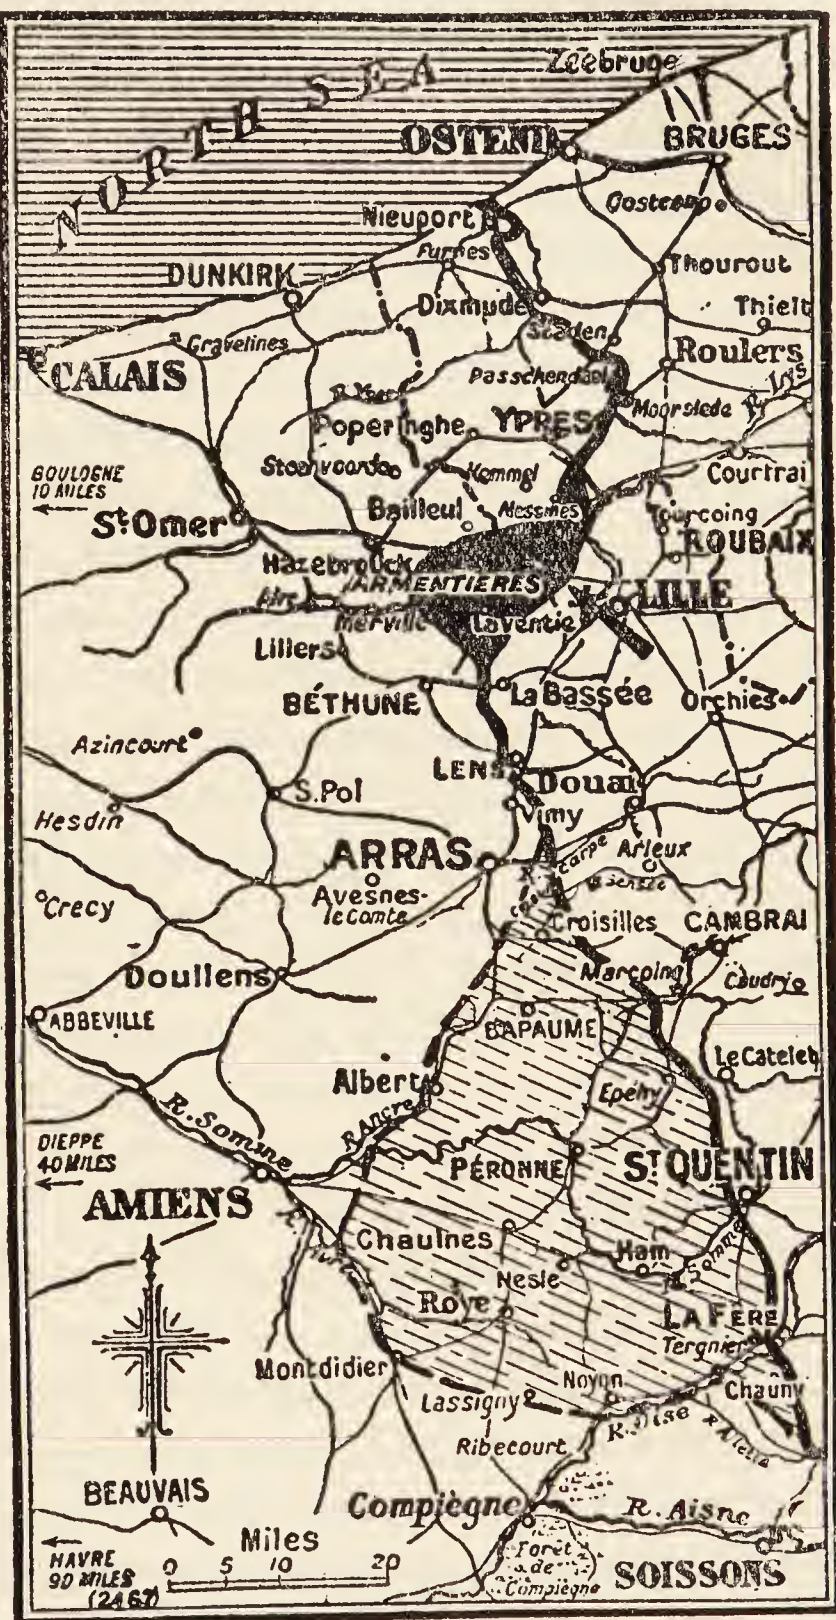 Zeebruge
NORTH SEA
OSTEND
BRUGES
Nieuport
Furnes
Thourout
DUNKIRK
Dixmude
Thielt
Staden
Gravelines
Roulers
CALAIS
Passchendael
R. Lys
R. Yser
Moorslede
Poperinghe
YPRES
Kemmel
Courtrai
BOULOGNE
10 MILES
Bailleul
Messines
Tourcoing
St. Omer
ROUBAIX
Hazebrouck
ARMENTIERES
LILLE
Aire
Merville
Laventie
Lillers
BÉTHUNE
La Bassée
Orchies
Azincourt
LENS
Douai
S. Pol
Vimy
Hesdin
ARRAS
Arleux
Avesnes-
le Comte
Crecy
Croisilles
CAMBRAI
Doullens
Marcoing
Caudry
ABBEVILLE
BAPAUME
Le Catelet
Albert
Epéhy
R. Ancre
R. Somme
DIEPPE
40 MILES
PÉRONNE
ST QUENTIN
AMIENS
Chaulnes
Ham
R. Somme
Nesle
Roye
LA FERE
Tergnier
Montdidier
Noyon
Chauny
Lassigny
R. Oise
Ribecourt
BEAUVAIS
Compiègne
R. Aisne
Miles
HAVRE
90 MILES
(2467)
0 5 10 20
Forêt
de
Compiègne
SOISSONS